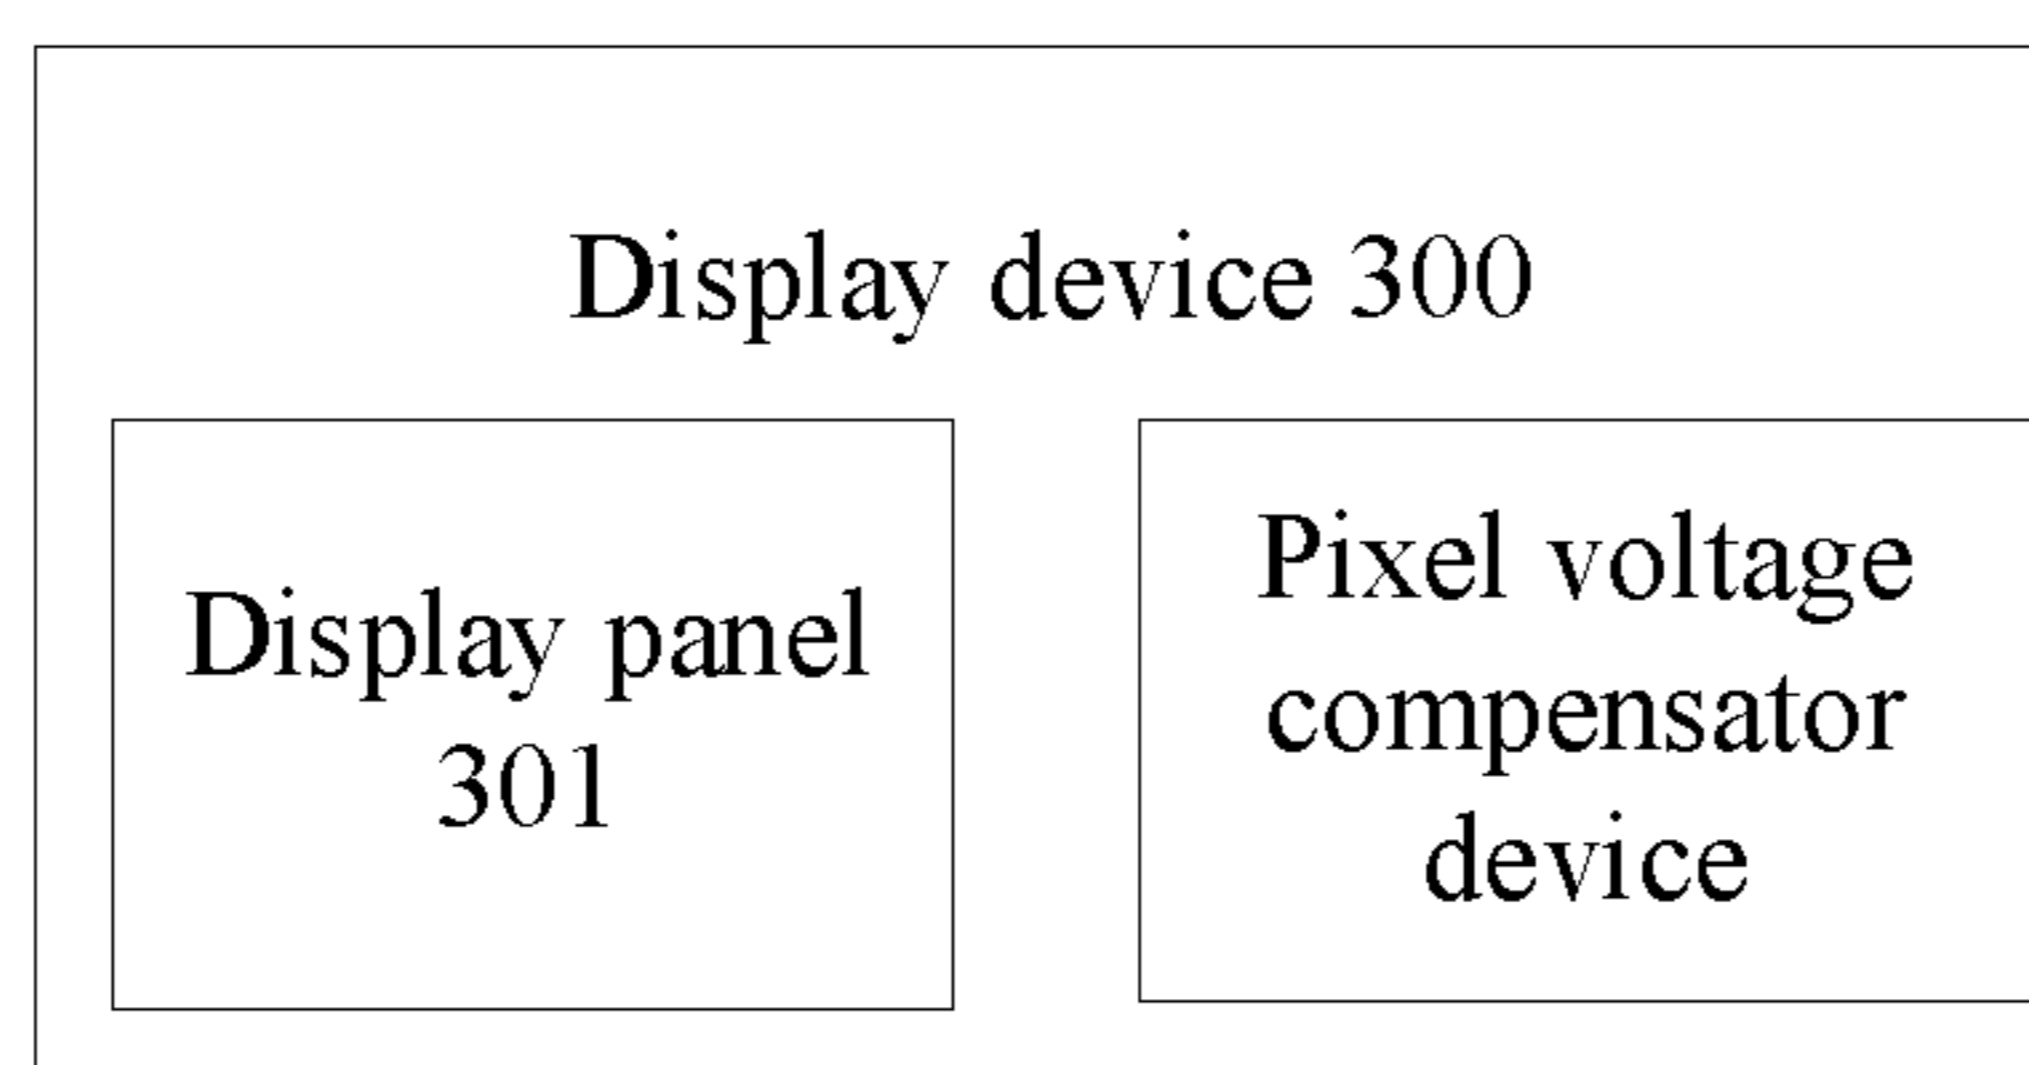 Display device 300
Display panel
301
Pixel voltage
compensator
device